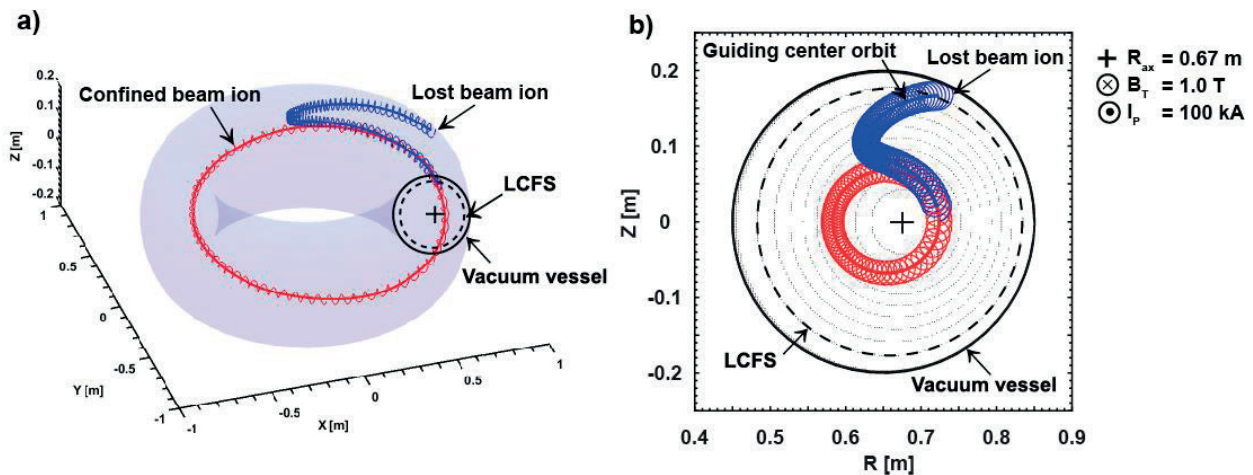 a)
0.2
0.1
0
-0.1
-0.2
Z [m]
Confined beam ion
Lost beam ion
LCFS
Vacuum vessel
1
0.5
0
-0.5
-1
Y [m]
-1
-0.5
0
0.5
1
X [m]
b)
Guiding center orbit
Lost beam ion
0.2
0.1
0
-0.1
-0.2
Z [m]
LCFS
Vacuum vessel
0.4 0.5 0.6 0.7 0.8 0.9
R [m]
+ Rax = 0.67 m
⊗ BT = 1.0 T
⊙ IP = 100 kA